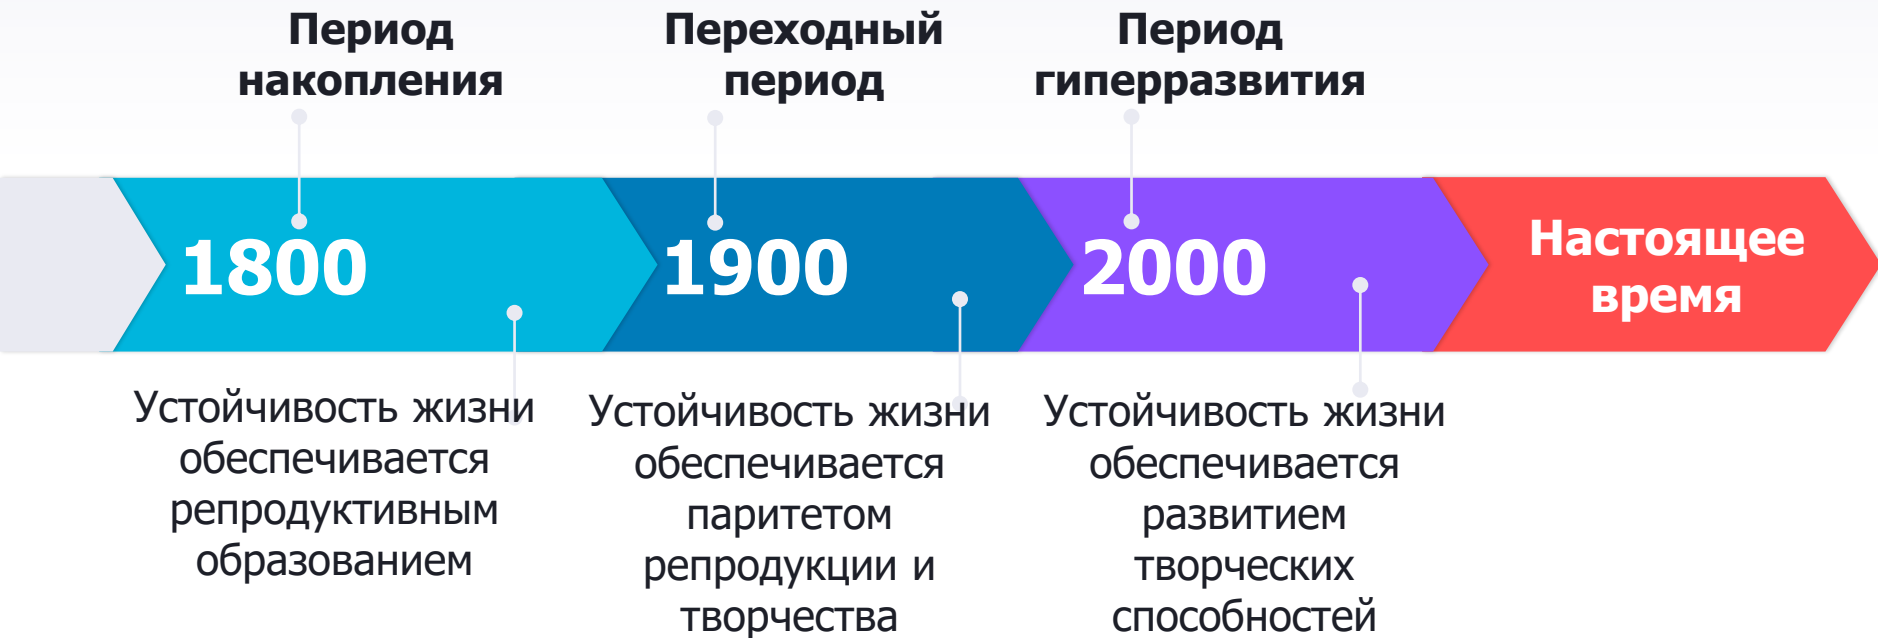 Период
накопления
Переходный
период
Период
гиперразвития
1800
1900
2000
Настоящее
время
Устойчивость жизни
обеспечивается
репродуктивным
образованием
Устойчивость жизни
обеспечивается
паритетом
репродукции и
творчества
Устойчивость жизни
обеспечивается
развитием
творческих
способностей